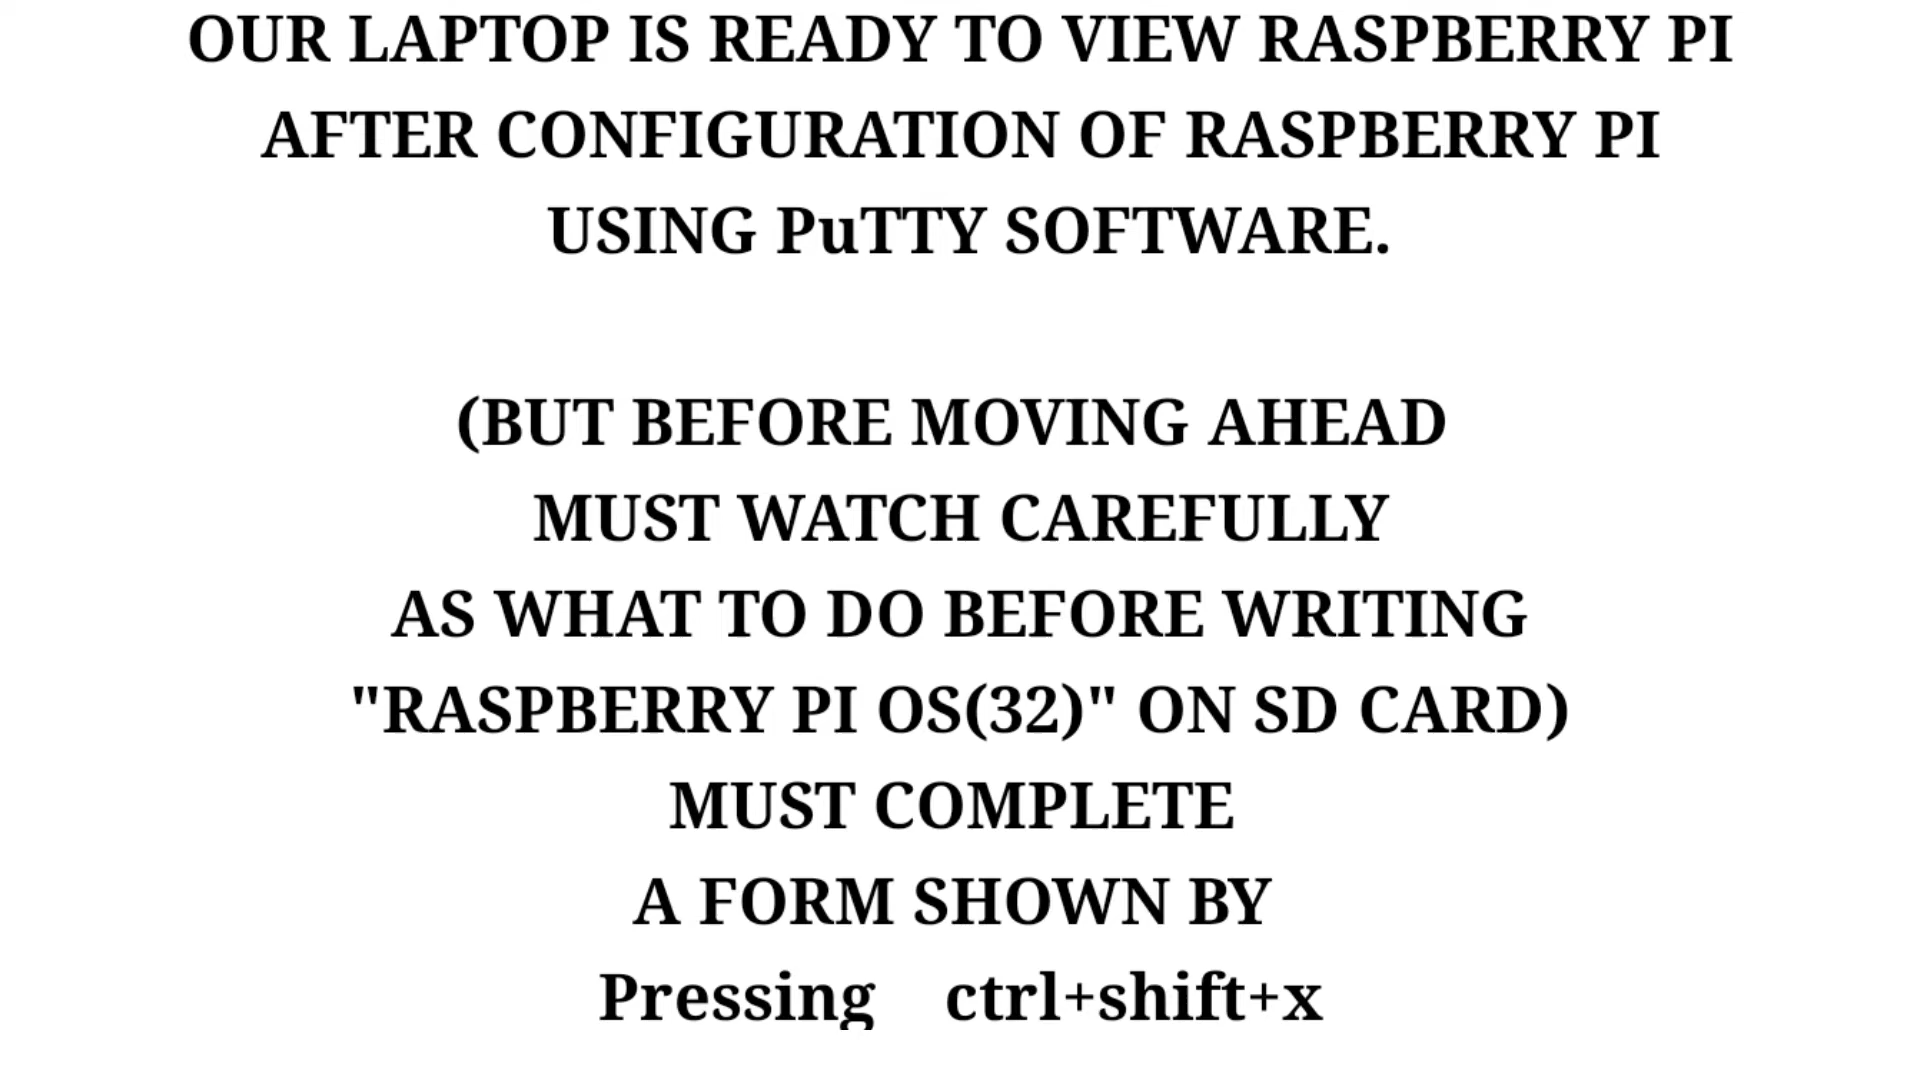 OUR LAPTOP IS READY TO VIEW RASPBERRY PI
AFTER CONFIGURATION OF RASPBERRY PI
USING PuTTY SOFTWARE.
(BUT BEFORE MOVING AHEAD
MUST WATCH CAREFULLY
AS WHAT TO DO BEFORE WRITING
"RASPBERRY PI OS(32)" ON SD CARD)
MUST COMPLETE
A FORM SHOWN BY
Pressing ctrl+shift+x